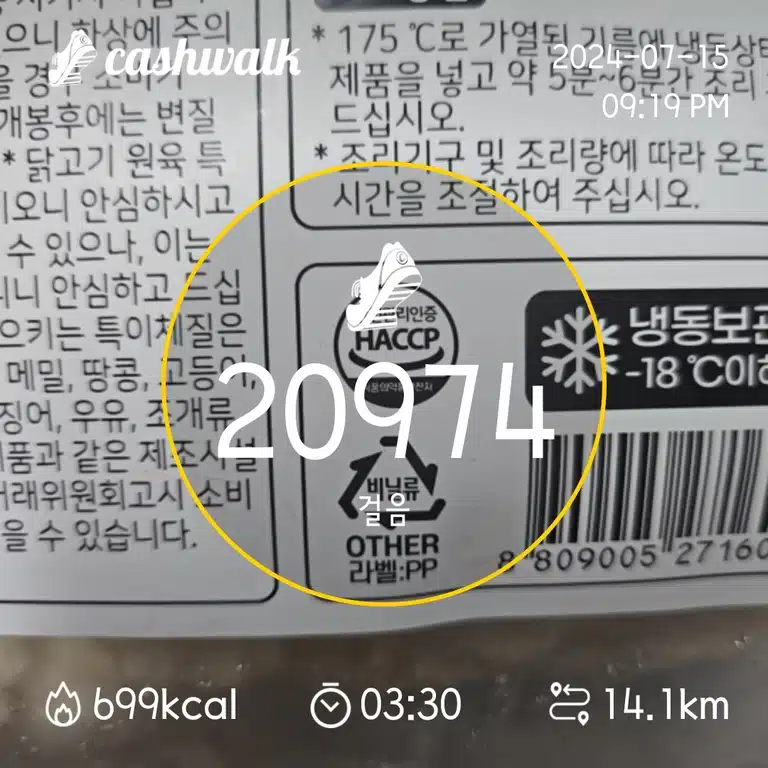 으니 화상에 주의
개봉후에는 변질
* 닭고기 원육 특
오니 안심하시고
수 있으나, 이는
니 안심하고 드십
으키는 특이체질은
메밀, 땅콩, 고등어,
징어, 우유, 조개류
품과 같은 제조시설
거래위원회고시 소비
을 수 있습니다.
* 175 ℃로 가열된 기름에 냉동상태
제품을 넣고 약 5분~6분간 조리
드십시오.
* 조리기구 및 조리량에 따라 온도
시간을 조절하여 주십시오.
cashwalk
2024-07-15
09:19 PM
HACCP
냉동보관
-18 ℃이하
20974
걸음
비닐류
OTHER
라벨:PP
8 809005 27160
699kcal
03:30
14.1km